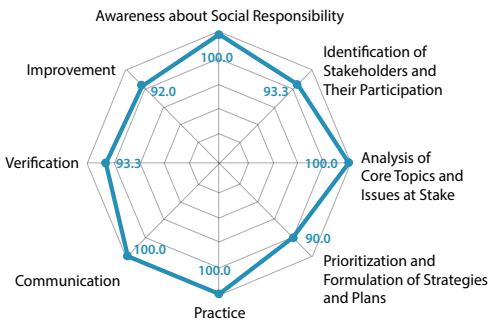 Awareness about Social Responsibility
100.0
Identification of
Stakeholders and
Their Participation
93.3
Analysis of
Core Topics and
Issues at Stake
100.0
Prioritization and
Formulation of Strategies
and Plans
90.0
Practice
100.0
Communication
100.0
Verification
93.3
Improvement
92.0